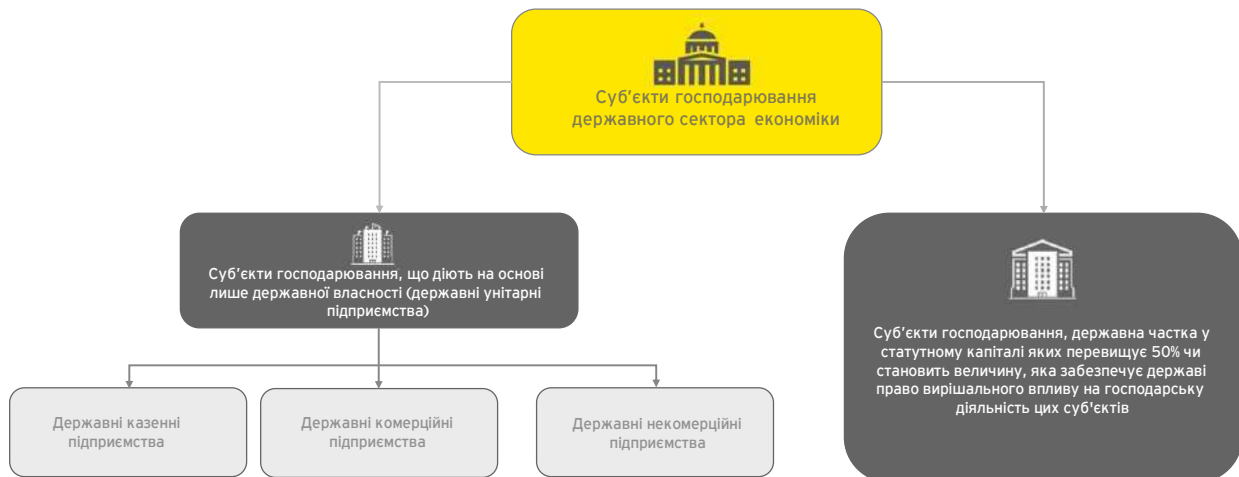 Суб’єкти господарювання
державного сектора економіки
Суб’єкти господарювання, що діють на основі
лише державної власності (державні унітарні
підприємства)
Суб’єкти господарювання, державна частка у
статутному капіталі яких перевищує 50% чи
становить величину, яка забезпечує державі
право вирішального впливу на господарську
діяльність цих суб'єктів
Державні казенні
підприємства
Державні комерційні
підприємства
Державні некомерційні
підприємства